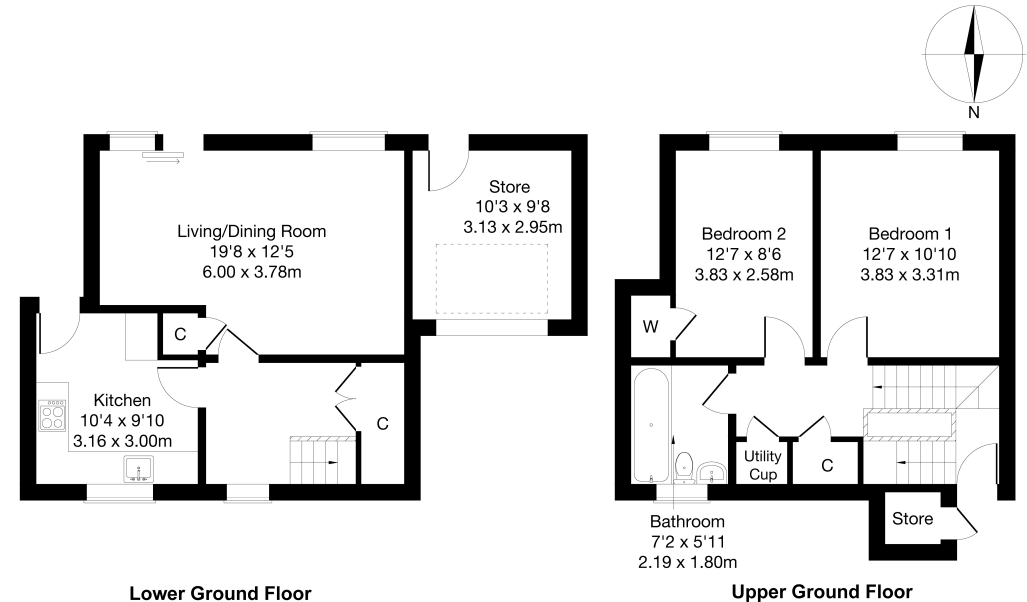 N
Living/Dining Room
19'8 x 12'5
6.00 x 3.78m
Store
10'3 x 9'8
3.13 x 2.95m
C
Kitchen
10'4 x 9'10
3.16 x 3.00m
C
Lower Ground Floor
Bedroom 2
12'7 x 8'6
3.83 x 2.58m
Bedroom 1
12'7 x 10'10
3.83 x 3.31m
W
Utility
Cup
C
Store
Bathroom
7'2 x 5'11
2.19 x 1.80m
Upper Ground Floor